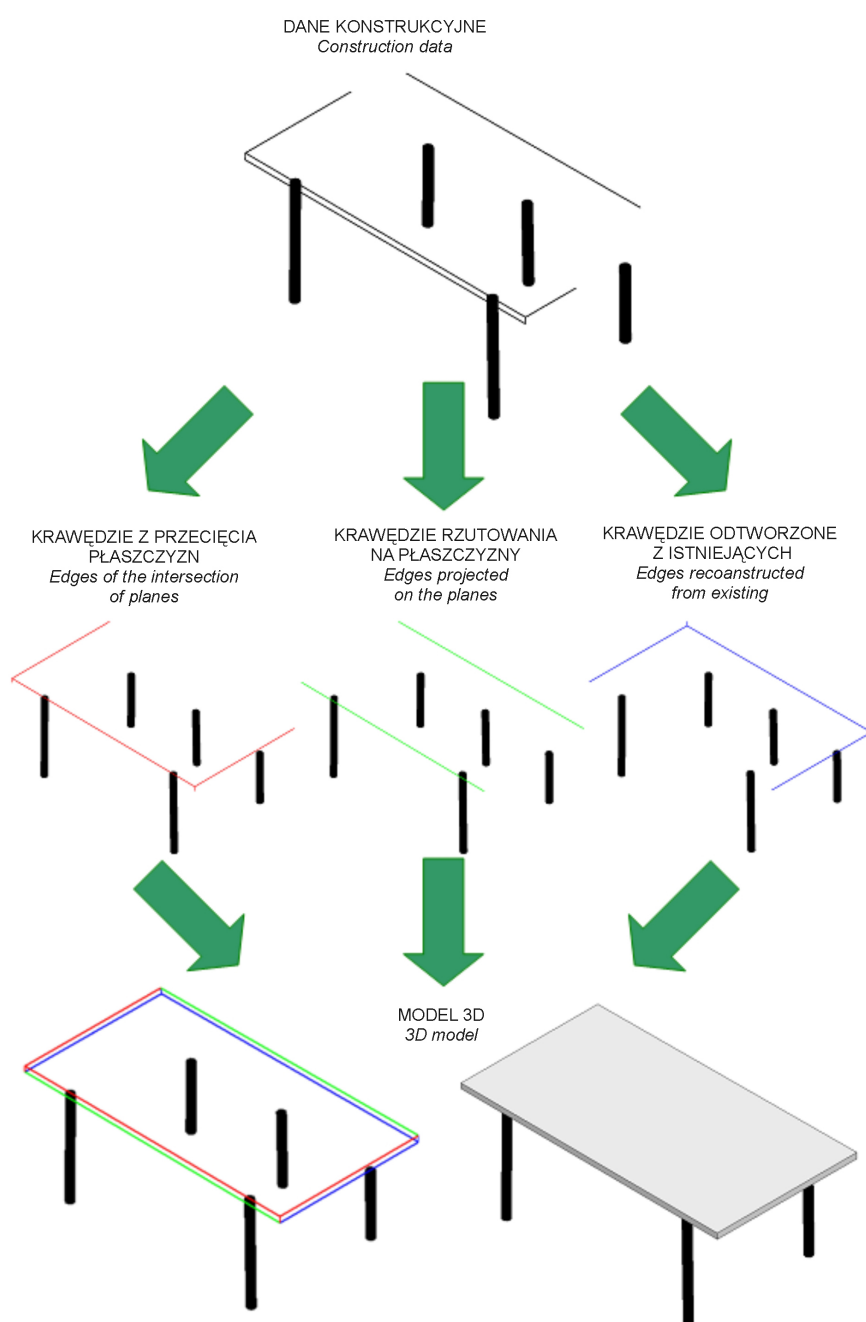 DANE KONSTRUKCYJNE
Construction data
KRAWĘDZIE Z PRZECIĘCIA
PŁASZCZYZN
Edges of the intersection
of planes
KRAWĘDZIE RZUTOWANIA
NA PŁASZCZYZNY
Edges projected
on the planes
KRAWĘDZIE ODTWORZONE
Z ISTNIEJĄCYCH
Edges recoanstructed
from existing
MODEL 3D
3D model